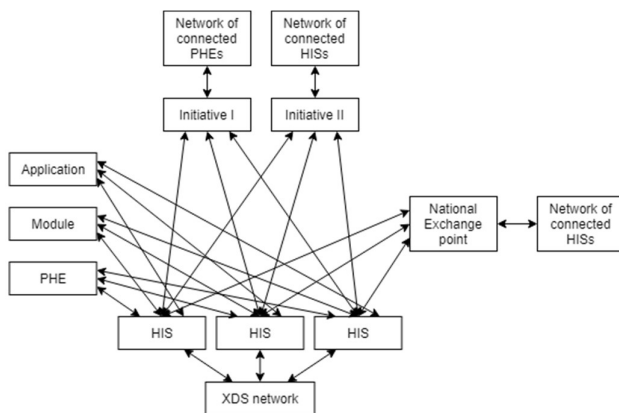 Network of
connected
PHEs
Network of
connected
HISs
Initiative I
Initiative II
Application
Module
PHE
National
Exchange
point
Network of
connected
HISs
HIS
HIS
HIS
XDS network